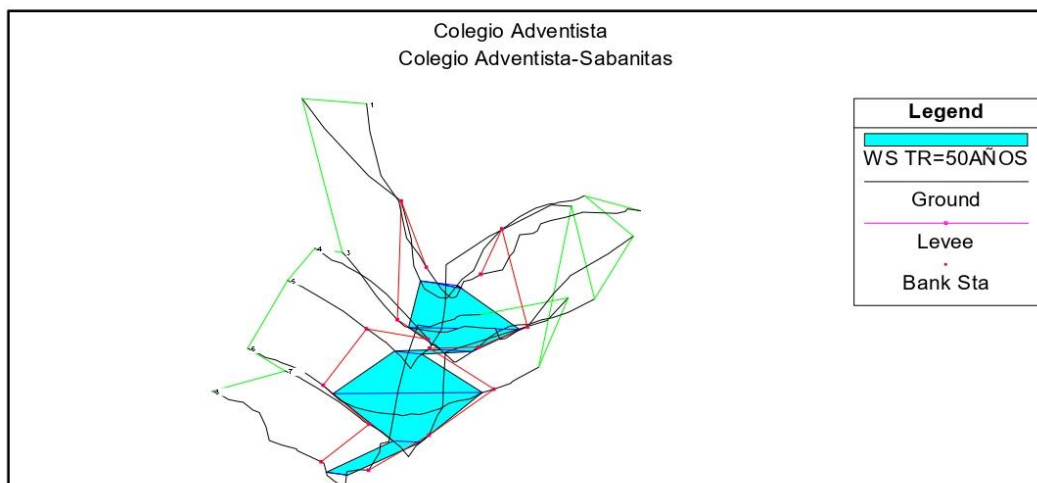 Colegio Adventista
Colegio Adventista-Sabanitas
Legend
WS TR=50AÑOS
Ground
Levee
Bank Sta
1
3
4
5
6
7
8